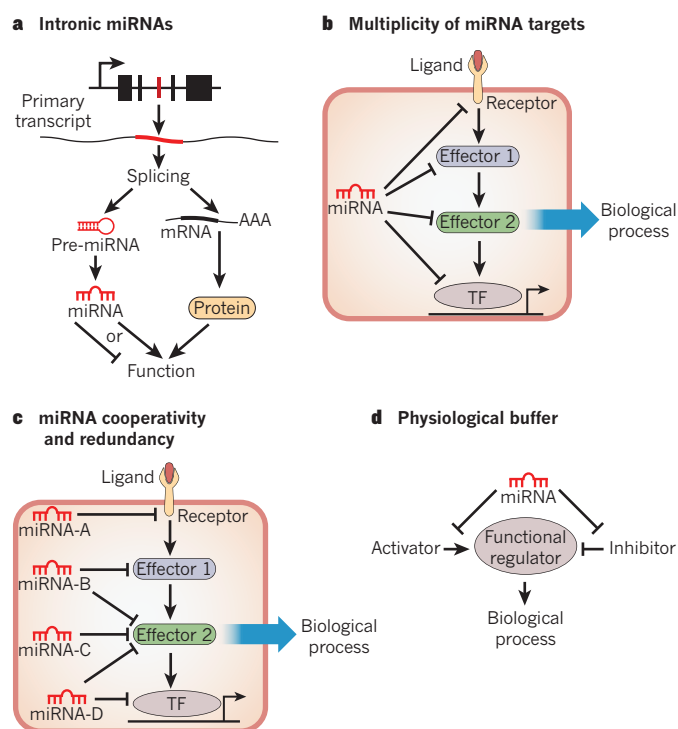 a Intronic miRNAs
Primary
transcript
Splicing
Pre-miRNA
mRNA
AAA
miRNA
or
Protein
Function
b Multiplicity of miRNA targets
Ligand
Receptor
Effector 1
miRNA
Effector 2
Biological
process
TF
c miRNA cooperativity
and redundancy
Ligand
Receptor
miRNA-A
Effector 1
miRNA-B
Effector 2
miRNA-C
Biological
process
miRNA-D
TF
d Physiological buffer
miRNA
Activator
Functional
regulator
Inhibitor
Biological
process